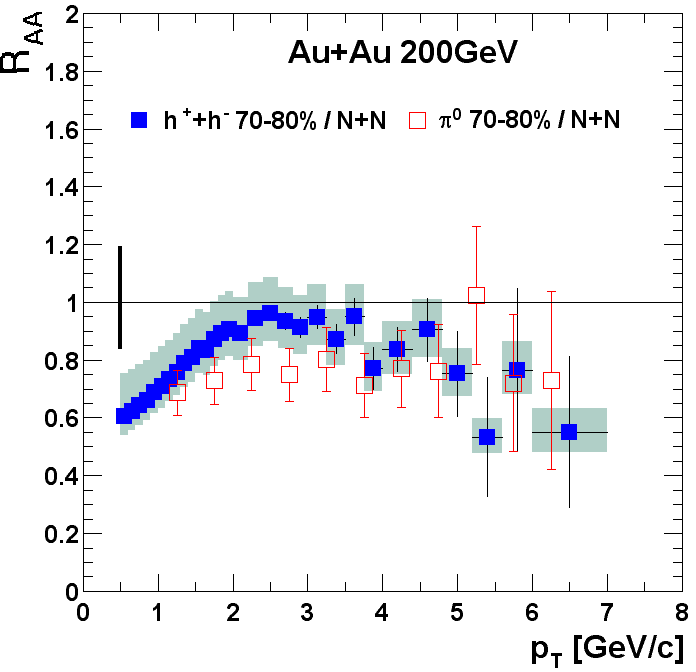 R_AA
Au+Au 200GeV
h⁺+h⁻ 70-80% / N+N
π⁰ 70-80% / N+N
2
1.8
1.6
1.4
1.2
1
0.8
0.6
0.4
0.2
0
0 1 2 3 4 5 6 7 8
p_T [GeV/c]